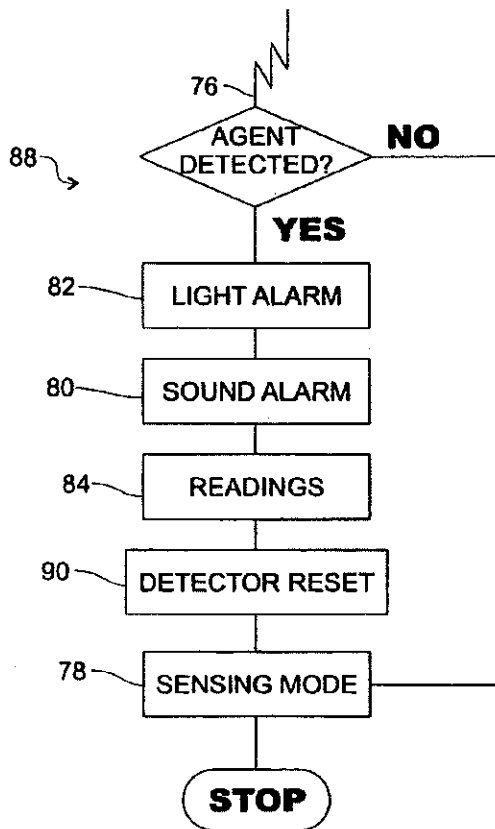 76
AGENT
DETECTED?
NO
88
YES
82
LIGHT ALARM
80
SOUND ALARM
84
READINGS
90
DETECTOR RESET
78
SENSING MODE
STOP